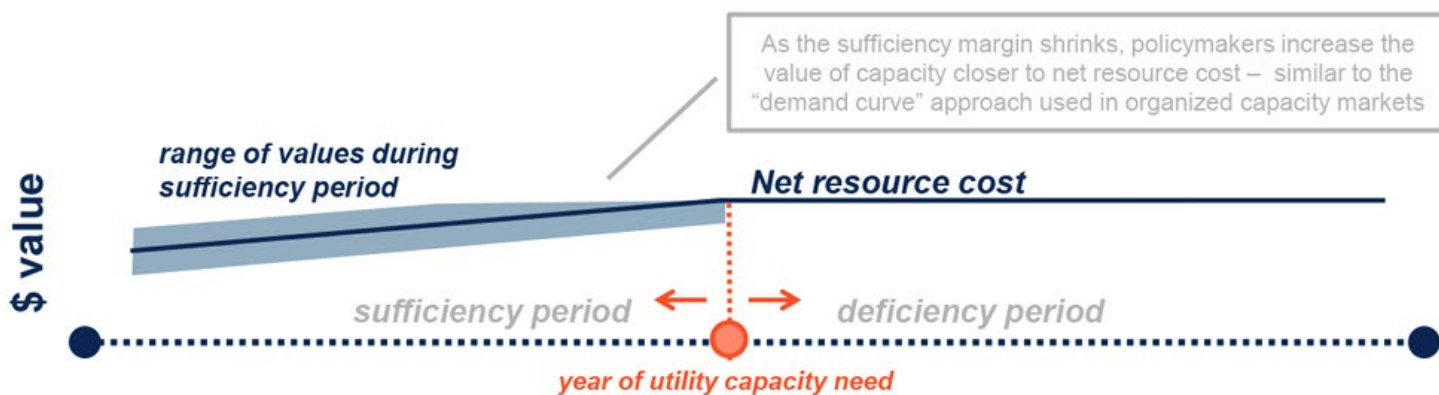 As the sufficiency margin shrinks, policymakers increase the
value of capacity closer to net resource cost – similar to the
“demand curve” approach used in organized capacity markets
range of values during
sufficiency period
Net resource cost
$ value
sufficiency period
deficiency period
year of utility capacity need